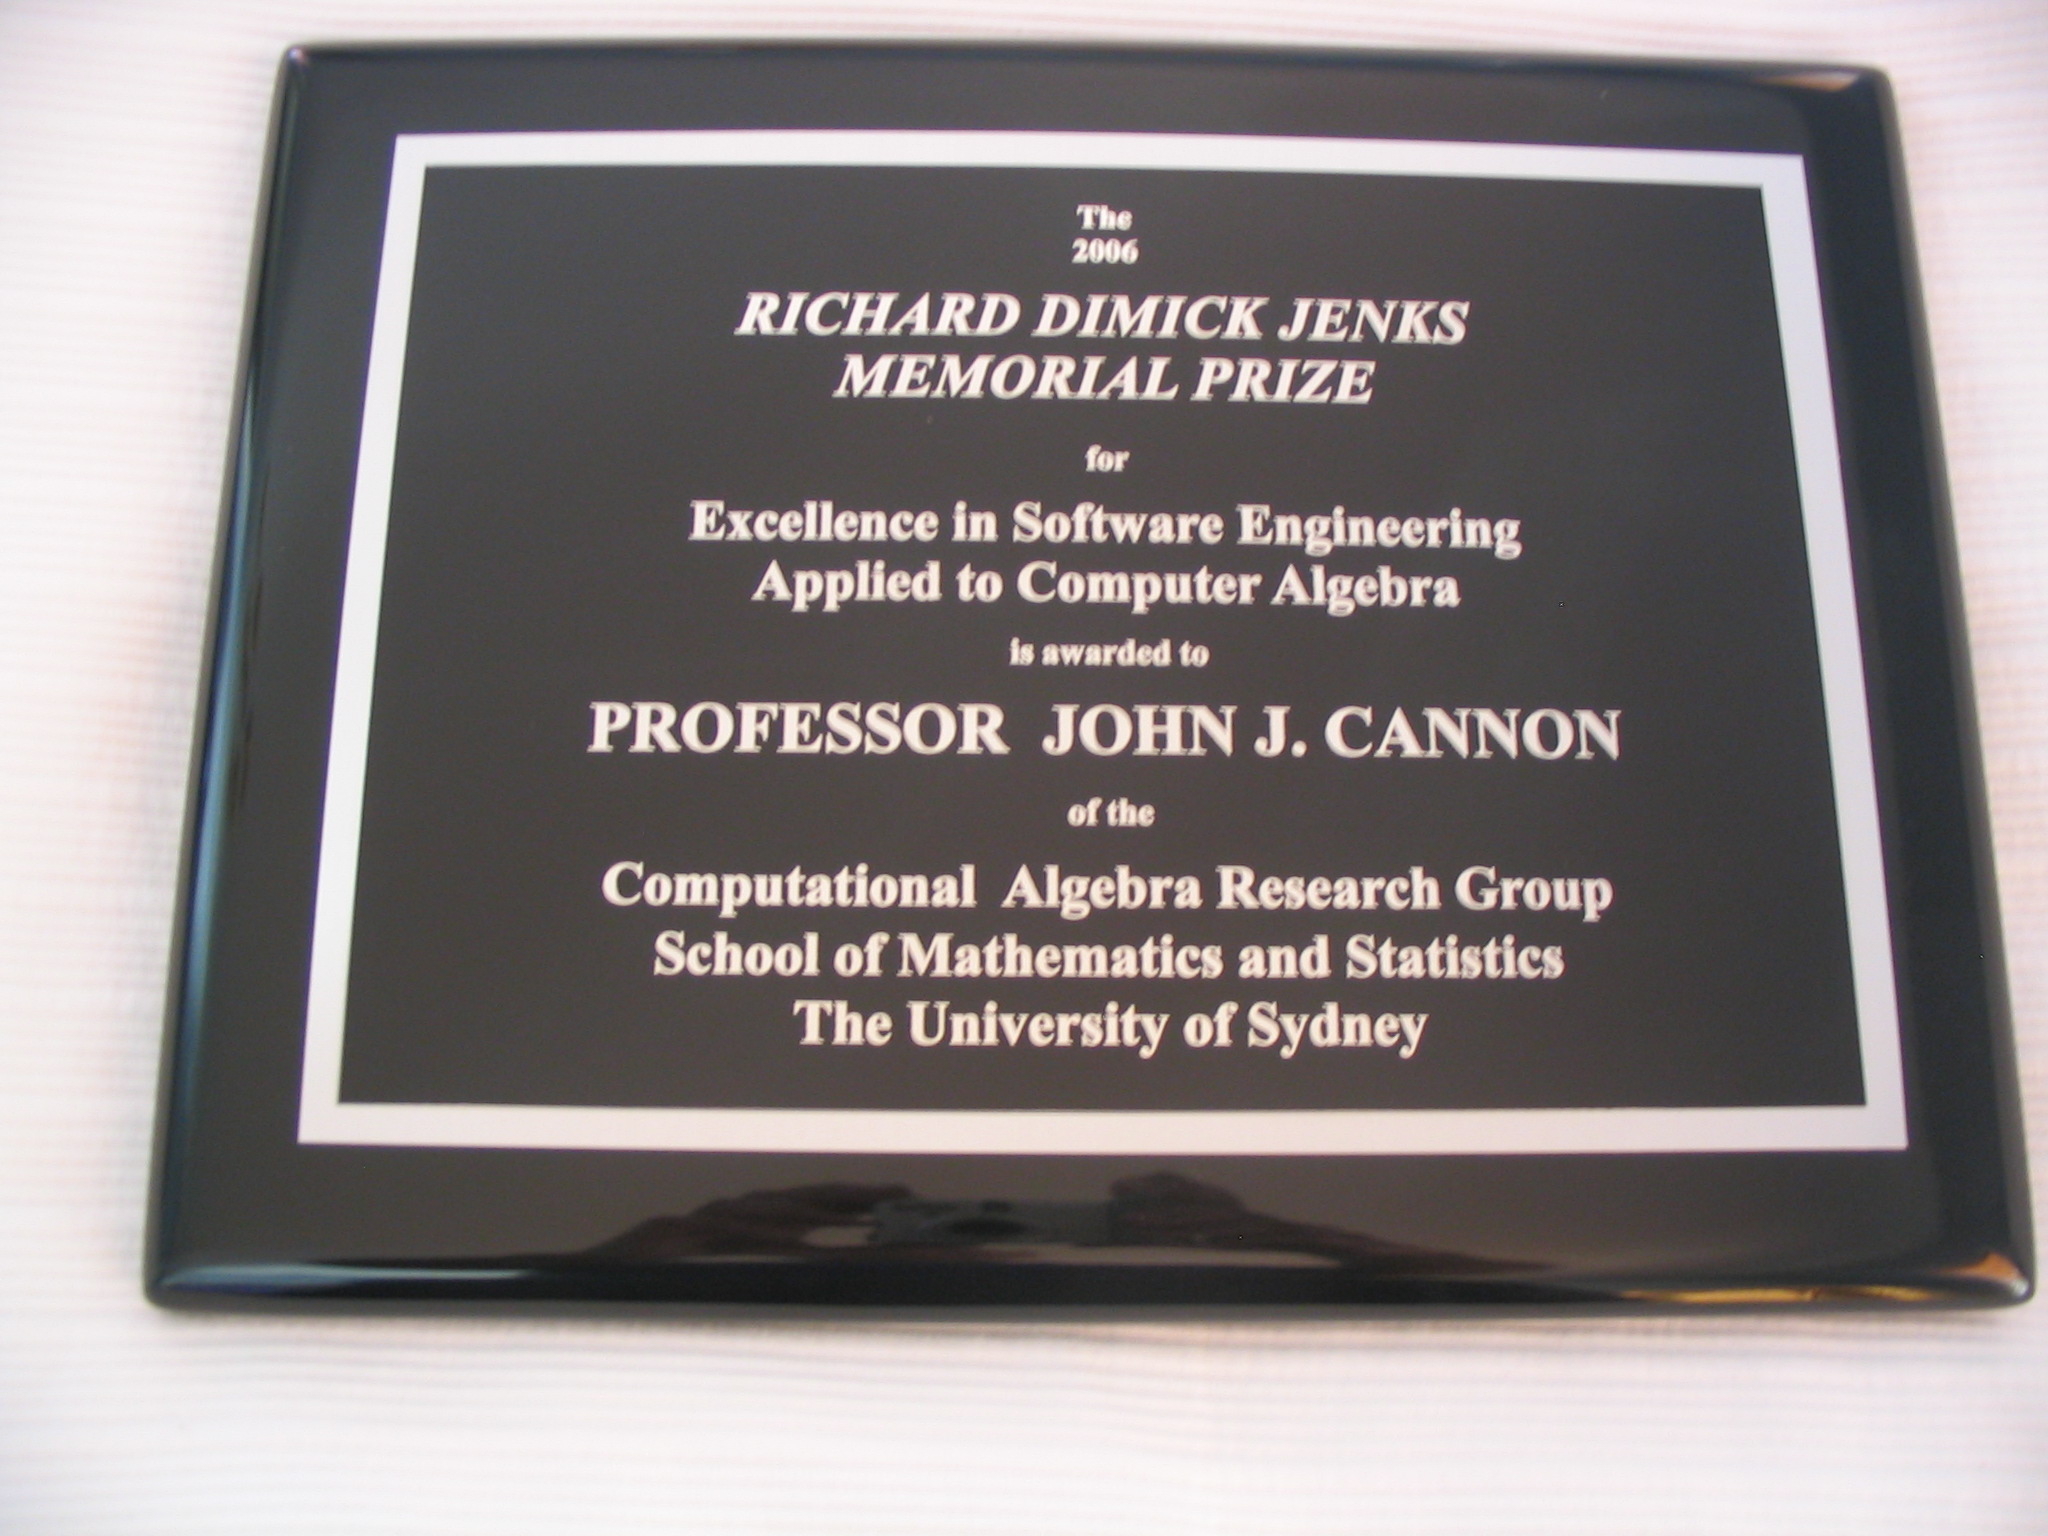 The
2006
RICHARD DIMICK JENKS
MEMORIAL PRIZE
for
Excellence in Software Engineering
Applied to Computer Algebra
is awarded to
PROFESSOR JOHN J. CANNON
of the
Computational Algebra Research Group
School of Mathematics and Statistics
The University of Sydney